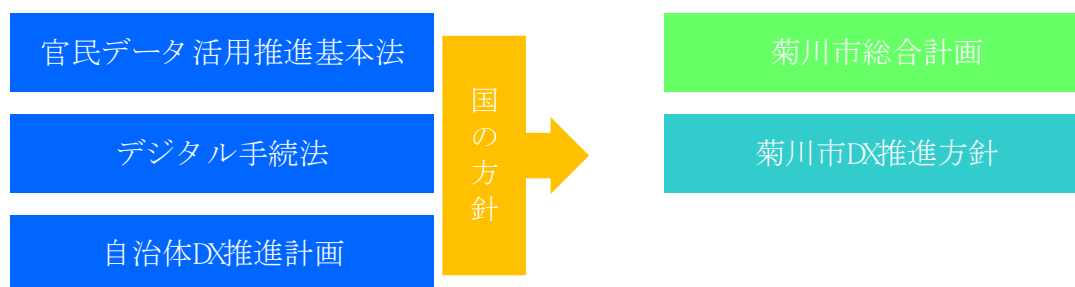 官民データ活用推進基本法
デジタル手続法
自治体DX推進計画
国の方針
菊川市総合計画
菊川市DX推進方針